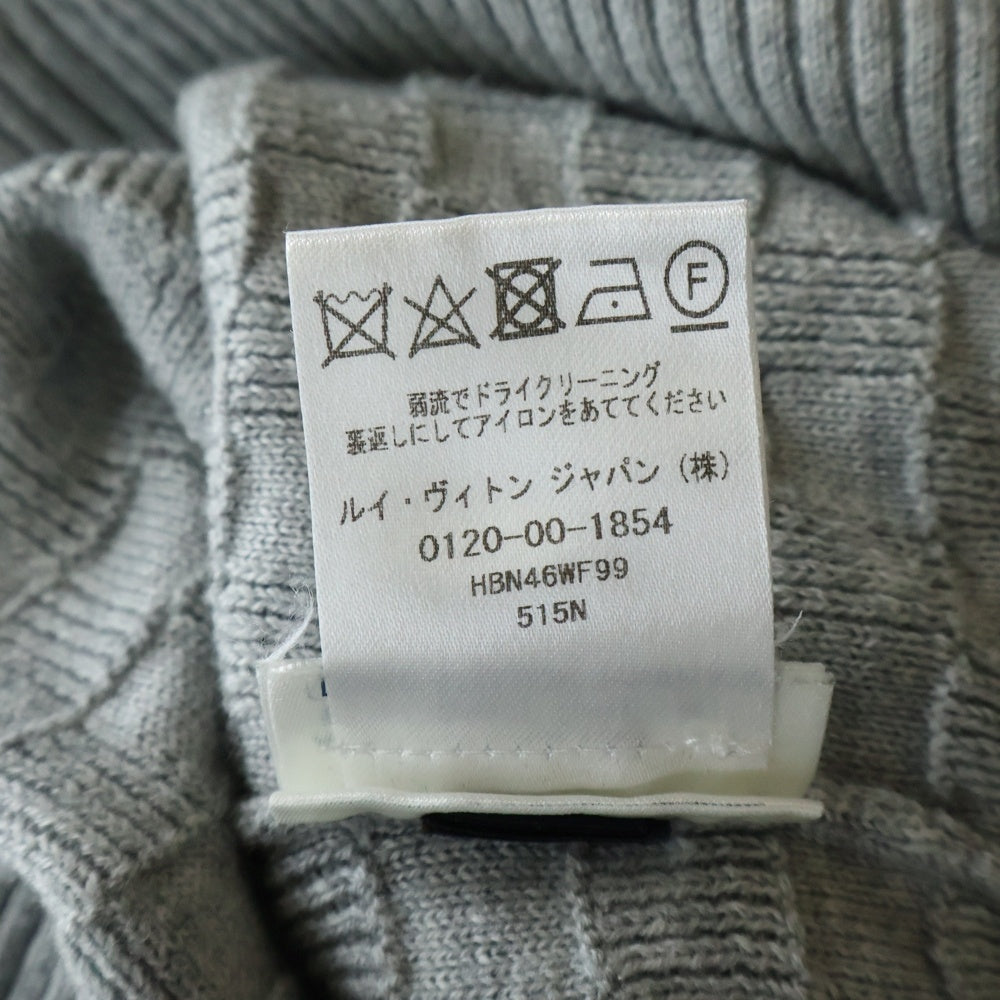 F
弱流でドライクリーニング
裏返しにしてアイロンをあててください
ルイ・ヴィトン ジャパン (株)
0120-00-1854
HBN46WF99
515N